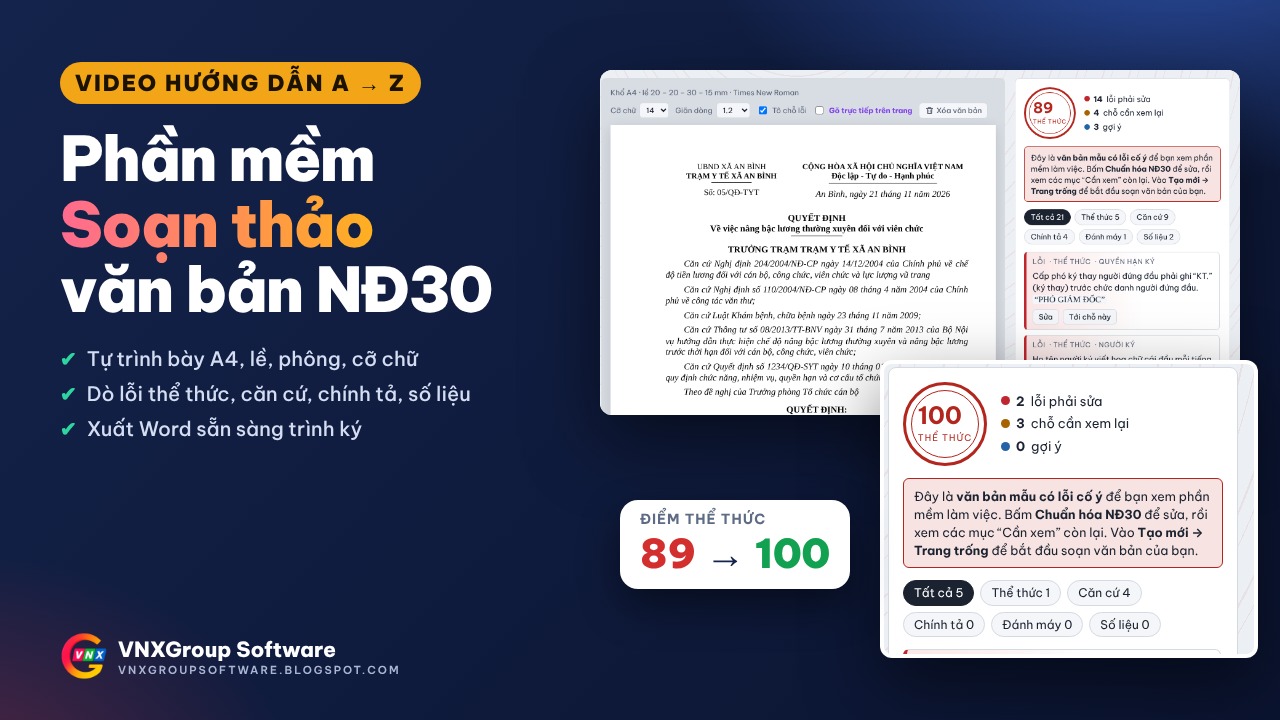 VIDEO HƯỚNG DẪN A → Z
Phần mềm
Soạn thảo
văn bản NĐ30
✔ Tự trình bày A4, lề, phông, cỡ chữ
✔ Dò lỗi thể thức, căn cứ, chính tả, số liệu
✔ Xuất Word sẵn sàng trình ký
VNX
VNXGroup Software
VNXGROUPSOFTWARE.BLOGSPOT.COM
Khổ A4 · lề 20 – 20 – 30 – 15 mm · Times New Roman
Cỡ chữ 14 Giãn dòng 1.2 Tô chỗ lỗi Gõ trực tiếp trên trang Xóa văn bản
UBND XÃ AN BÌNH
TRẠM Y TẾ XÃ AN BÌNH
Số: 05/QĐ-TYT
CỘNG HÒA XÃ HỘI CHỦ NGHĨA VIỆT NAM
Độc lập - Tự do - Hạnh phúc
An Bình, ngày 21 tháng 11 năm 2026
QUYẾT ĐỊNH
Về việc nâng bậc lương thường xuyên đối với viên chức
TRƯỞNG TRẠM TRẠM Y TẾ XÃ AN BÌNH
Căn cứ Nghị định 204/2004/NĐ-CP ngày 14/12/2004 của Chính phủ về chế
độ tiền lương đối với cán bộ, công chức, viên chức và lực lượng vũ trang
Căn cứ Nghị định số 110/2004/NĐ-CP ngày 08 tháng 4 năm 2004 của Chính
phủ về công tác văn thư;
Căn cứ Luật Khám bệnh, chữa bệnh ngày 23 tháng 11 năm 2009;
Căn cứ Thông tư số 08/2013/TT-BNV ngày 31 tháng 7 năm 2013 của Bộ Nội
vụ hướng dẫn thực hiện chế độ nâng bậc lương thường xuyên và nâng bậc lương
trước thời hạn đối với cán bộ, công chức, viên chức;
Căn cứ Quyết định số 1234/QĐ-SYT ngày 10 tháng
quy định chức năng, nhiệm vụ, quyền hạn và cơ cấu tổ
Theo đề nghị của Trưởng phòng Tổ chức cán bộ
QUYẾT ĐỊNH:
89
THỂ THỨC
14 lỗi phải sửa
4 chỗ cần xem lại
3 gợi ý
Đây là văn bản mẫu có lỗi cố ý để bạn xem phần
mềm làm việc. Bấm Chuẩn hóa NĐ30 để sửa, rồi
xem các mục “Cần xem” còn lại. Vào Tạo mới →
Trang trống để bắt đầu soạn văn bản của bạn.
Tất cả 21 Thể thức 5 Căn cứ 9
Chính tả 4 Đánh máy 1 Số liệu 2
LỖI · THỂ THỨC · QUYỀN HẠN KÝ
Cấp phó ký thay người đứng đầu phải ghi “KT.”
(ký thay) trước chức danh người đứng đầu.
“PHÓ GIÁM ĐỐC”
Sửa Tới chỗ này
LỖI · THỂ THỨC · NGƯỜI KÝ
ĐIỂM THỂ THỨC
89 → 100
100
THỂ THỨC
2 lỗi phải sửa
3 chỗ cần xem lại
0 gợi ý
Đây là văn bản mẫu có lỗi cố ý để bạn xem phần
mềm làm việc. Bấm Chuẩn hóa NĐ30 để sửa, rồi
xem các mục “Cần xem” còn lại. Vào Tạo mới →
Trang trống để bắt đầu soạn văn bản của bạn.
Tất cả 5 Thể thức 1 Căn cứ 4
Chính tả 0 Đánh máy 0 Số liệu 0